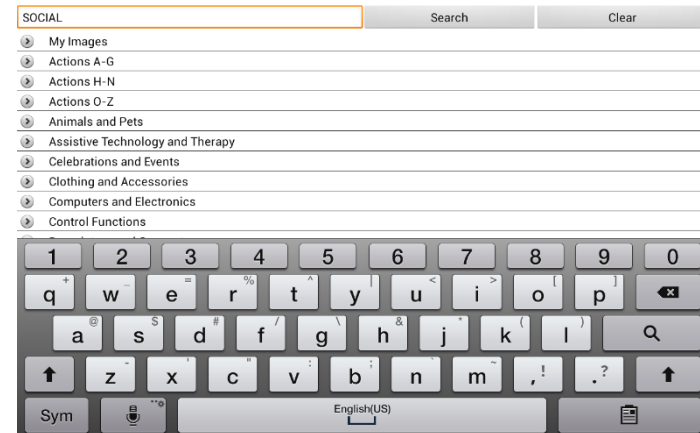 SOCIAL Search Clear
My Images
Actions A-G
Actions H-N
Actions O-Z
Animals and Pets
Assistive Technology and Therapy
Celebrations and Events
Clothing and Accessories
Computers and Electronics
Control Functions
1 2 3 4 5 6 7 8 9 0
q + w _ e = r % t ^ y | u < i > o [ p ]
a @ s $ d # f / g \ h & j * k ( l )
z - x ' c " v : b ; n ` m ~ , ! . ?
Sym English(US)